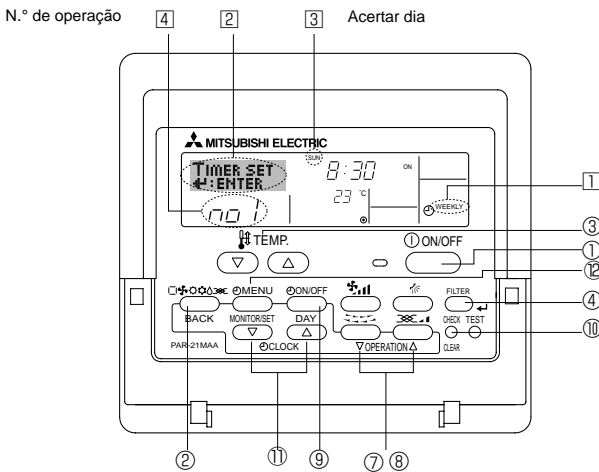 N.° de operação 4 2 3 Acertar dia
MITSUBISHI ELECTRIC
SUN
TIMER SET 8:30 ON
:ENTER
23 °C
WEEKLY 1
no 1
TEMP. ON/OFF
③
①
⑫
MENU ON/OFF FILTER
④
BACK MONITOR/SET DAY CHECK TEST
⑩
PAR-21MAA CLOCK OPERATION CLEAR
② ⑪ ⑨ ⑦ ⑧